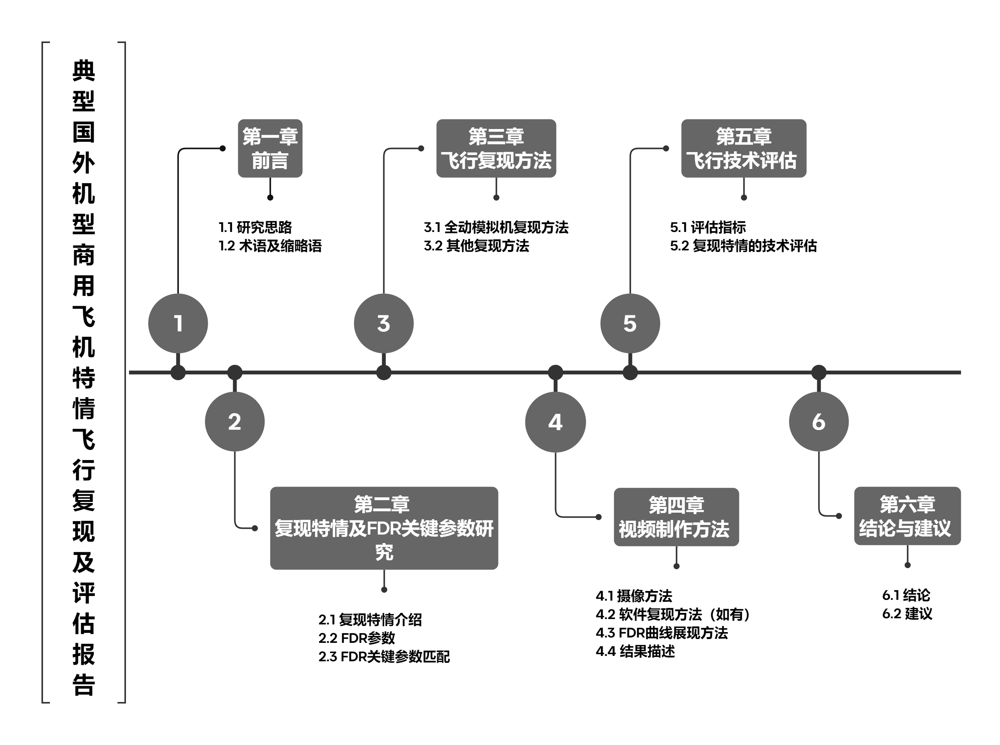 典型国外机型商用飞机特情飞行复现及评估报告
1
第一章
前言
1.1 研究思路
1.2 术语及缩略语
2
第二章
复现特情及FDR关键参数研
究
2.1 复现特情介绍
2.2 FDR参数
2.3 FDR关键参数匹配
3
第三章
飞行复现方法
3.1 全动模拟机复现方法
3.2 其他复现方法
4
第四章
视频制作方法
4.1 摄像方法
4.2 软件复现方法（如有）
4.3 FDR曲线展现方法
4.4 结果描述
5
第五章
飞行技术评估
5.1 评估指标
5.2 复现特情的技术评估
6
第六章
结论与建议
6.1 结论
6.2 建议